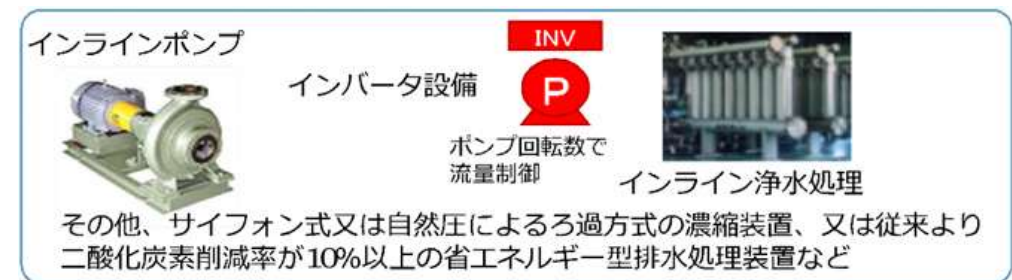 インラインポンプ
INV
インバータ設備
P
ポンプ回転数で
流量制御
インライン浄水処理
その他、サイフォン式又は自然圧によるろ過方式の濃縮装置、又は従来より
二酸化炭素削減率が10%以上の省エネルギー型排水処理装置など